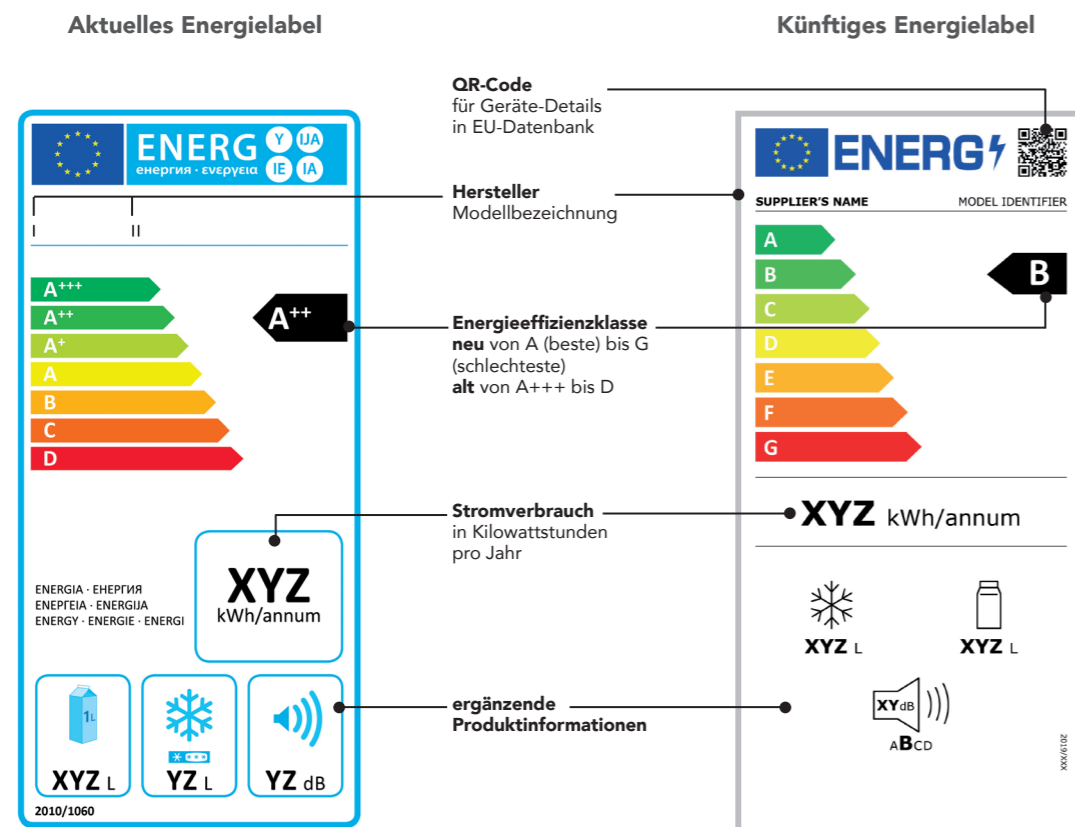 Aktuelles Energielabel
Künftiges Energielabel
ENERG
енергия · ενεργεια
Y
IJA
IE
IA
I
II
A+++
A++
A+
A
B
C
D
A++
ENERGIA · ЕНЕРГИЯ
ΕΝΕΡΓΕΙΑ · ENERGIJA
ENERGY · ENERGIE · ENERGI
XYZ
kWh/annum
1L
XYZ L
YZ L
YZ dB
2010/1060
QR-Code
für Geräte-Details
in EU-Datenbank
Hersteller
Modellbezeichnung
Energieeffizienzklasse
neu von A (beste) bis G
(schlechteste)
alt von A+++ bis D
Stromverbrauch
in Kilowattstunden
pro Jahr
ergänzende
Produktinformationen
ENERG
SUPPLIER'S NAME
MODEL IDENTIFIER
A
B
C
D
E
F
G
B
XYZ kWh/annum
XYZ L
XYZ L
XY dB
ABCD
2019/XXX